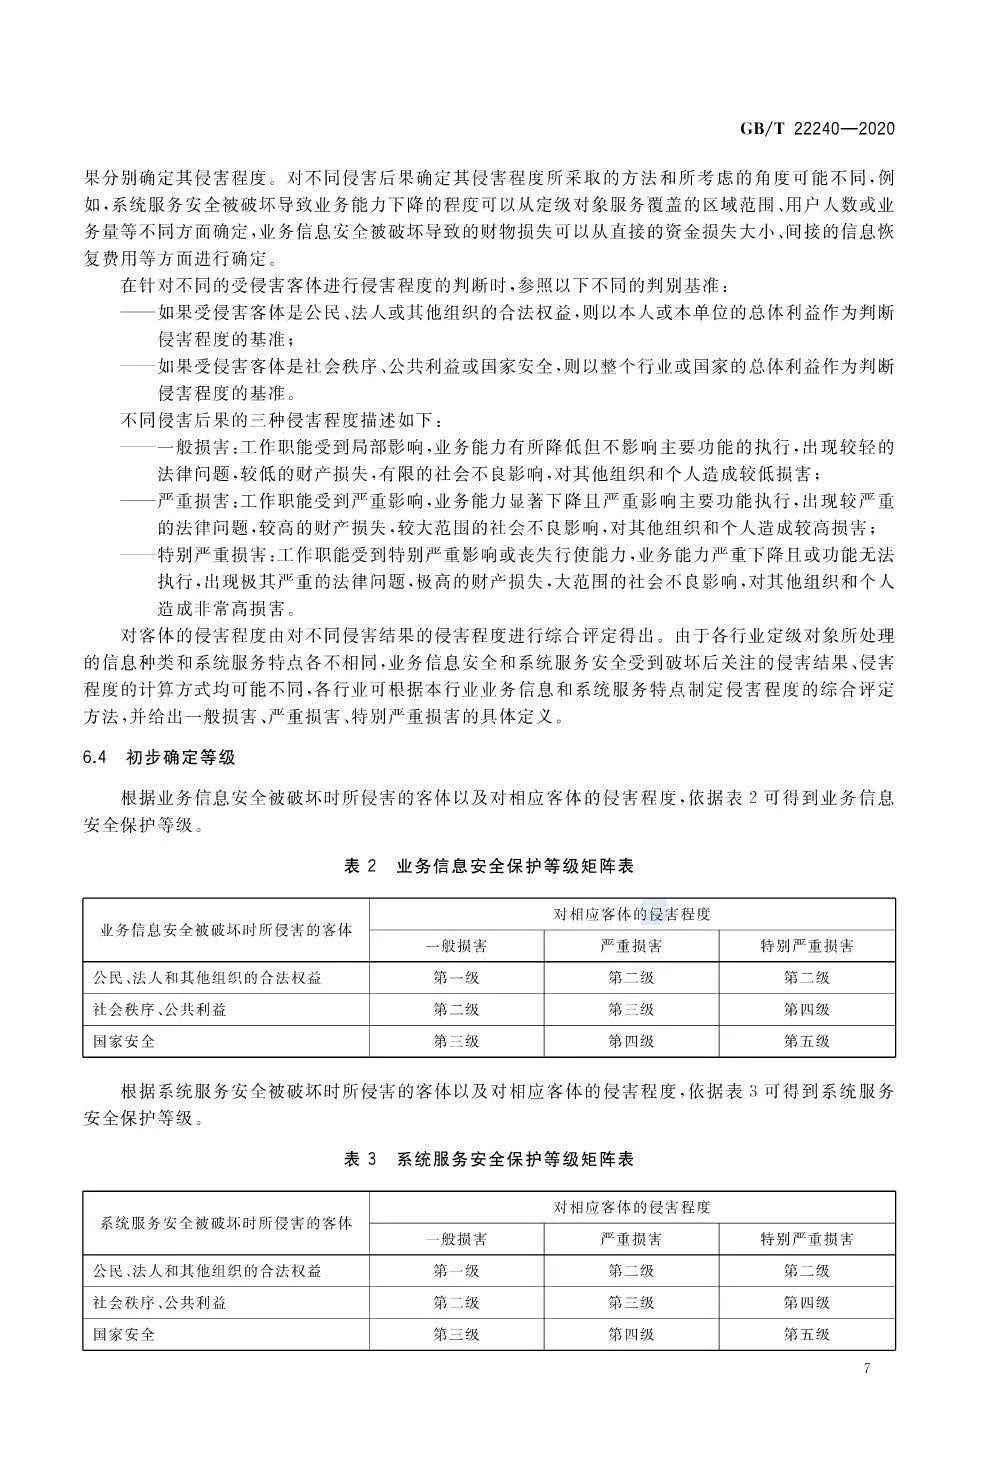 GB/T 22240—2020
果分别确定其侵害程度。对不同侵害后果确定其侵害程度所采取的方法和所考虑的角度可能不同,例
如,系统服务安全被破坏导致业务能力下降的程度可以从定级对象服务覆盖的区域范围、用户人数或业
务量等不同方面确定,业务信息安全被破坏导致的财物损失可以从直接的资金损失大小、间接的信息恢
复费用等方面进行确定。
在针对不同的受侵害客体进行侵害程度的判断时,参照以下不同的判别基准:
——如果受侵害客体是公民、法人或其他组织的合法权益,则以本人或本单位的总体利益作为判断
侵害程度的基准;
——如果受侵害客体是社会秩序、公共利益或国家安全,则以整个行业或国家的总体利益作为判断
侵害程度的基准。
不同侵害后果的三种侵害程度描述如下:
——一般损害:工作职能受到局部影响,业务能力有所降低但不影响主要功能的执行,出现较轻的
法律问题,较低的财产损失,有限的社会不良影响,对其他组织和个人造成较低损害;
——严重损害:工作职能受到严重影响,业务能力显著下降且严重影响主要功能执行,出现较严重
的法律问题,较高的财产损失,较大范围的社会不良影响,对其他组织和个人造成较高损害;
——特别严重损害:工作职能受到特别严重影响或丧失行使能力,业务能力严重下降且或功能无法
执行,出现极其严重的法律问题,极高的财产损失,大范围的社会不良影响,对其他组织和个人
造成非常高损害。
对客体的侵害程度由对不同侵害结果的侵害程度进行综合评定得出。由于各行业定级对象所处理
的信息种类和系统服务特点各不相同,业务信息安全和系统服务安全受到破坏后关注的侵害结果、侵害
程度的计算方式均可能不同,各行业可根据本行业业务信息和系统服务特点制定侵害程度的综合评定
方法,并给出一般损害、严重损害、特别严重损害的具体定义。
6.4 初步确定等级
根据业务信息安全被破坏时所侵害的客体以及对相应客体的侵害程度,依据表 2 可得到业务信息
安全保护等级。
表 2 业务信息安全保护等级矩阵表
业务信息安全被破坏时所侵害的客体 对相应客体的侵害程度
一般损害 严重损害 特别严重损害
公民、法人和其他组织的合法权益 第一级 第二级 第二级
社会秩序、公共利益 第二级 第三级 第四级
国家安全 第三级 第四级 第五级
根据系统服务安全被破坏时所侵害的客体以及对相应客体的侵害程度,依据表 3 可得到系统服务
安全保护等级。
表 3 系统服务安全保护等级矩阵表
系统服务安全被破坏时所侵害的客体 对相应客体的侵害程度
一般损害 严重损害 特别严重损害
公民、法人和其他组织的合法权益 第一级 第二级 第二级
社会秩序、公共利益 第二级 第三级 第四级
国家安全 第三级 第四级 第五级
7